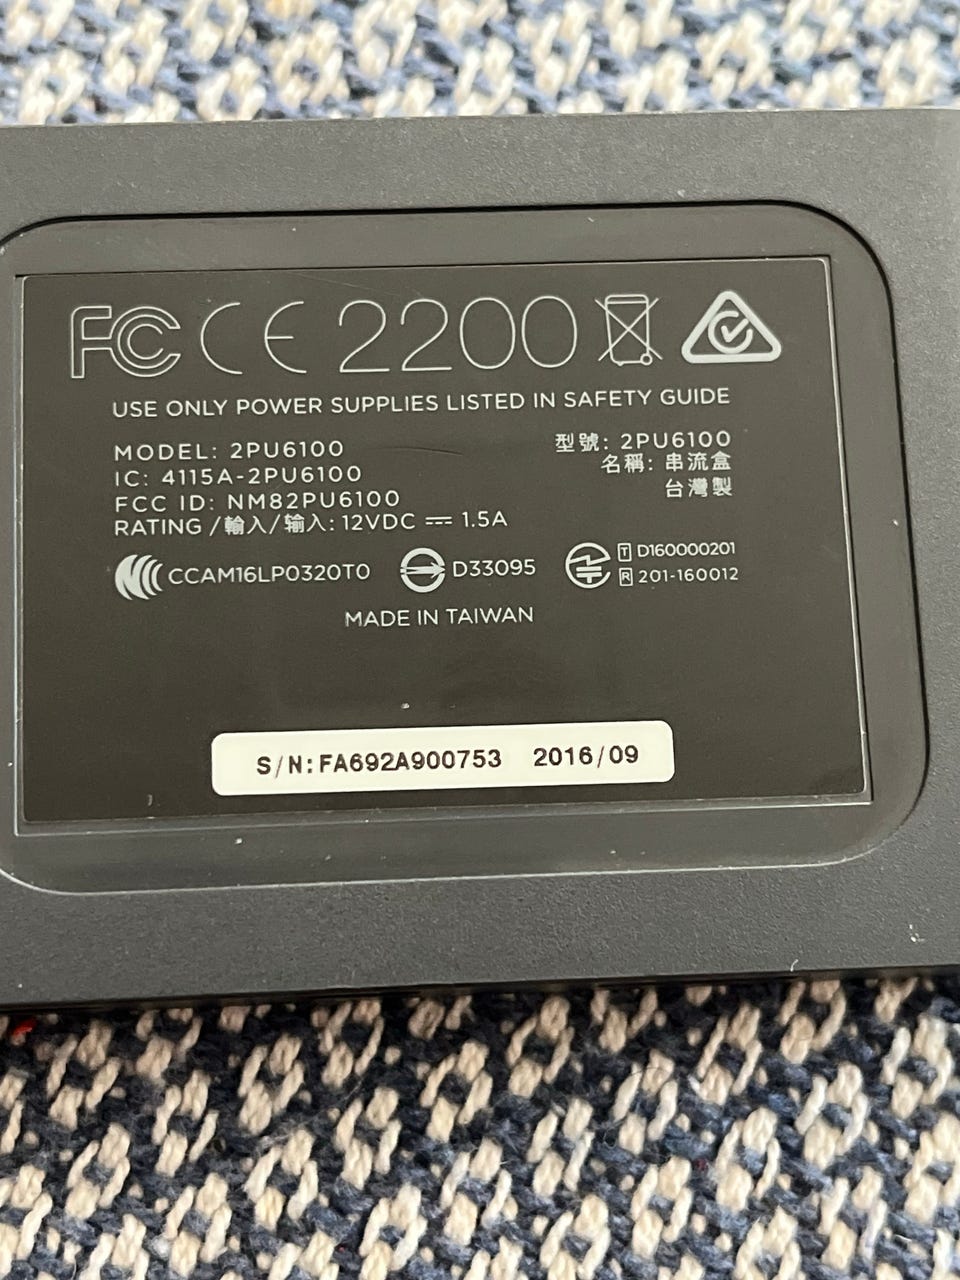 FC CE 2200
USE ONLY POWER SUPPLIES LISTED IN SAFETY GUIDE
MODEL: 2PU6100
IC: 4115A-2PU6100
FCC ID: NM82PU6100
RATING /輸入/输入: 12VDC ⎓ 1.5A
型號: 2PU6100
名稱: 串流盒
台灣製
CCAM16LP0320T0
D33095
T D160000201
R 201-160012
MADE IN TAIWAN
S/N:FA692A900753 2016/09